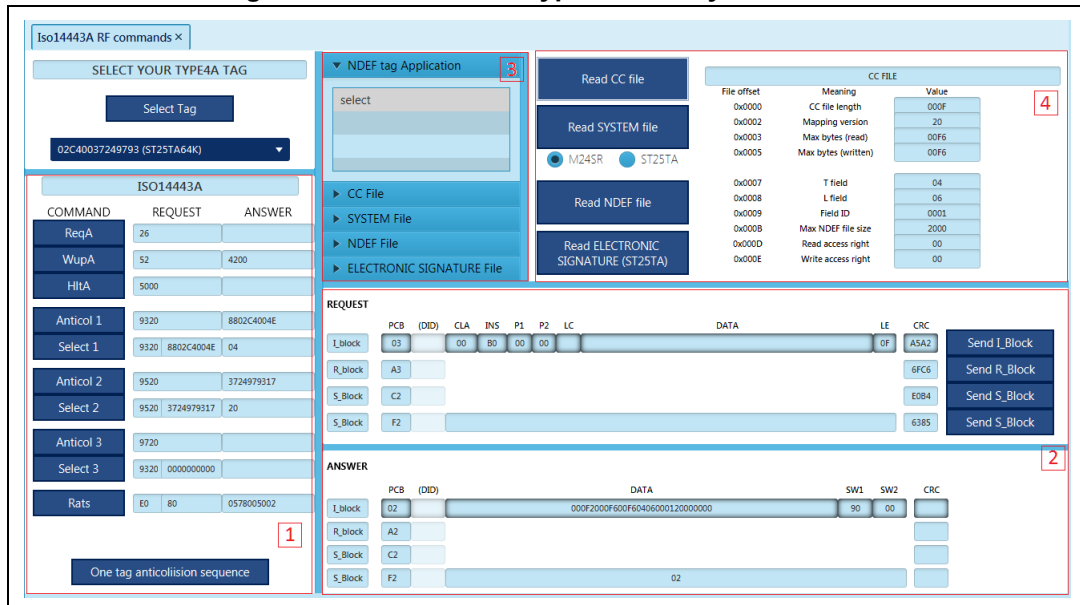 Iso14443A RF commands ×
SELECT YOUR TYPE4A TAG
Select Tag
02C40037249793 (ST25TA64K)
ISO14443A
COMMAND REQUEST ANSWER
ReqA 26
WupA 52 4200
HltA 5000
Anticol 1 9320 8802C4004E
Select 1 9320 8802C4004E 04
Anticol 2 9520 3724979317
Select 2 9520 3724979317 20
Anticol 3 9720
Select 3 9320 0000000000
Rats E0 80 0578005002
1
One tag anticoliision sequence
NDEF tag Application
3
select
CC File
SYSTEM File
NDEF File
ELECTRONIC SIGNATURE File
Read CC file
Read SYSTEM file
M24SR ST25TA
Read NDEF file
Read ELECTRONIC
SIGNATURE (ST25TA)
CC FILE
4
File offset Meaning Value
0x0000 CC file length 000F
0x0002 Mapping version 20
0x0003 Max bytes (read) 00F6
0x0005 Max bytes (written) 00F6
0x0007 T field 04
0x0008 L field 06
0x0009 Field ID 0001
0x000B Max NDEF file size 2000
0x000D Read access right 00
0x000E Write access right 00
REQUEST
PCB (DID) CLA INS P1 P2 LC DATA LE CRC
I_block 03 00 B0 00 00 0F A5A2 Send I_Block
R_block A3 6FC6 Send R_Block
S_Block C2 E0B4 Send S_Block
S_Block F2 6385 Send S_Block
2
ANSWER
PCB (DID) DATA SW1 SW2 CRC
I_block 02 000F2000F600F60406000120000000 90 00
R_block A2
S_Block C2
S_Block F2 02